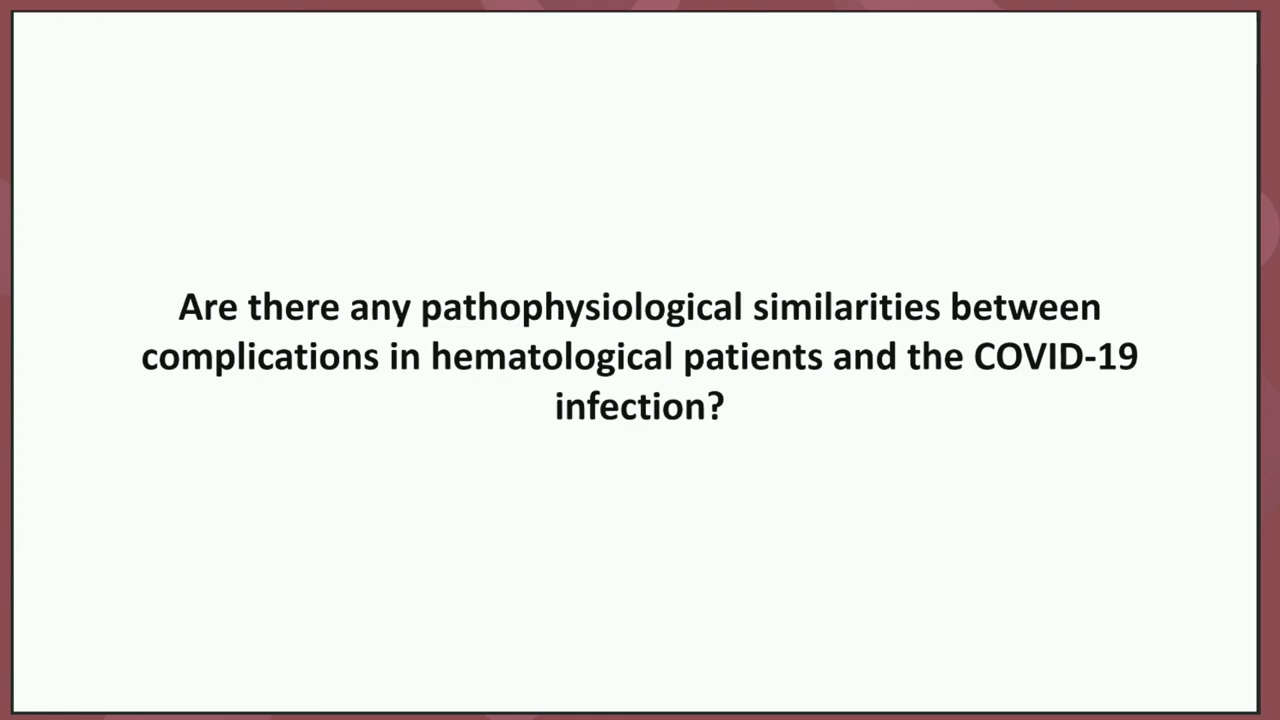 Are there any pathophysiological similarities between
complications in hematological patients and the COVID-19
infection?